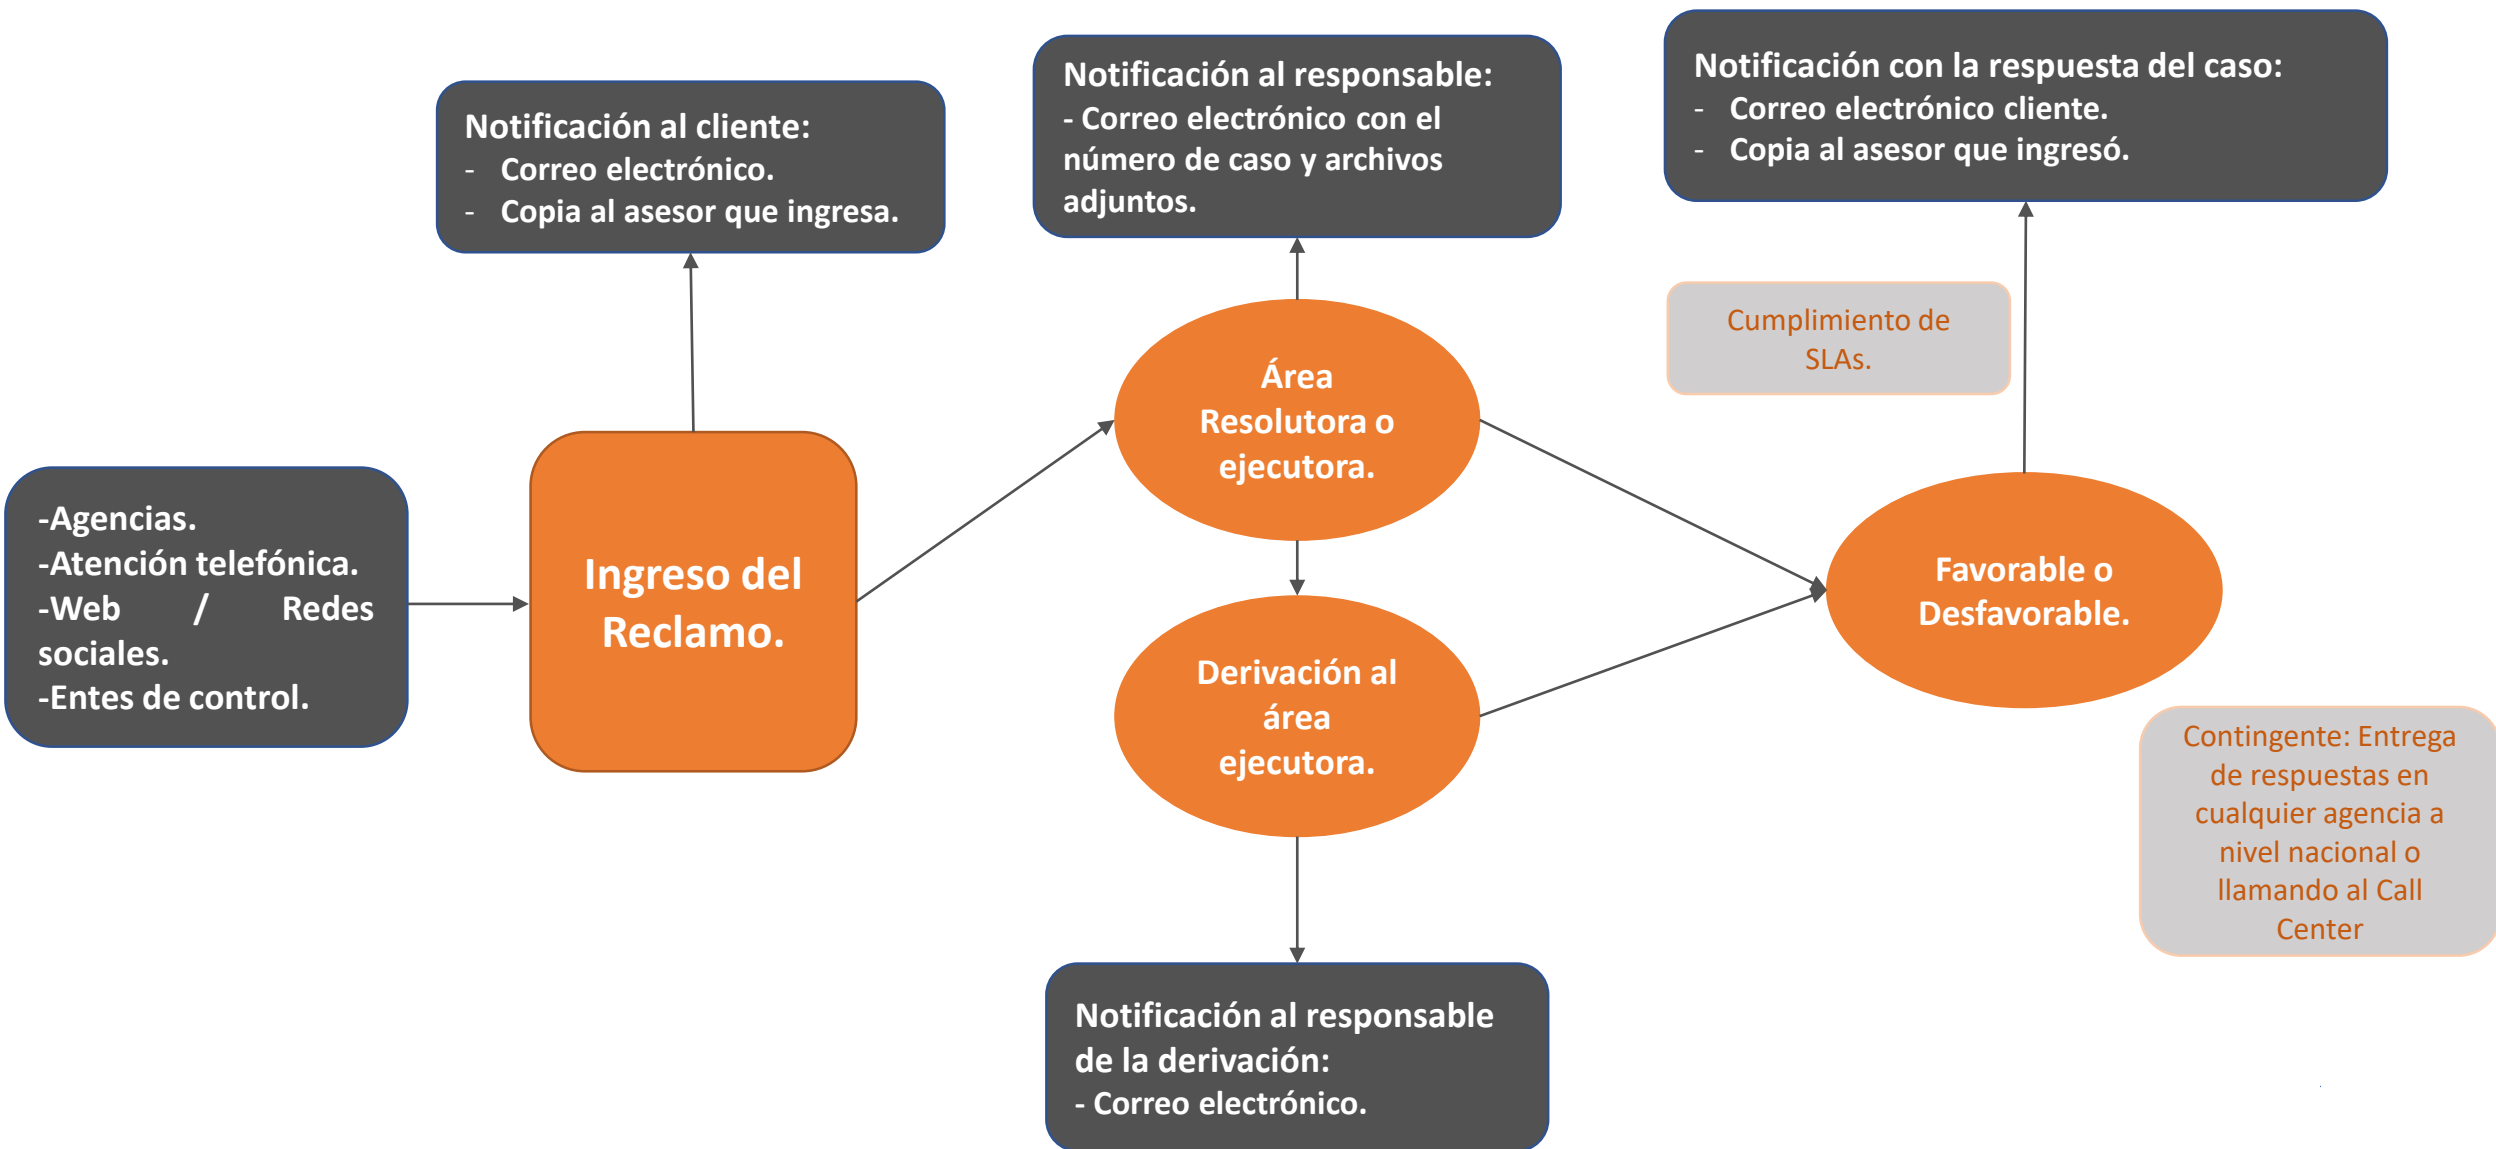 -Agencias.
-Atención telefónica.
-Web / Redes
sociales.
-Entes de control.
Notificación al cliente:
- Correo electrónico.
- Copia al asesor que ingresa.
Ingreso del
Reclamo.
Notificación al responsable:
- Correo electrónico con el
número de caso y archivos
adjuntos.
Área
Resolutora o
ejecutora.
Derivación al
área
ejecutora.
Notificación al responsable
de la derivación:
- Correo electrónico.
Notificación con la respuesta del caso:
- Correo electrónico cliente.
- Copia al asesor que ingresó.
Cumplimiento de
SLAs.
Favorable o
Desfavorable.
Contingente: Entrega
de respuestas en
cualquier agencia a
nivel nacional o
llamando al Call
Center